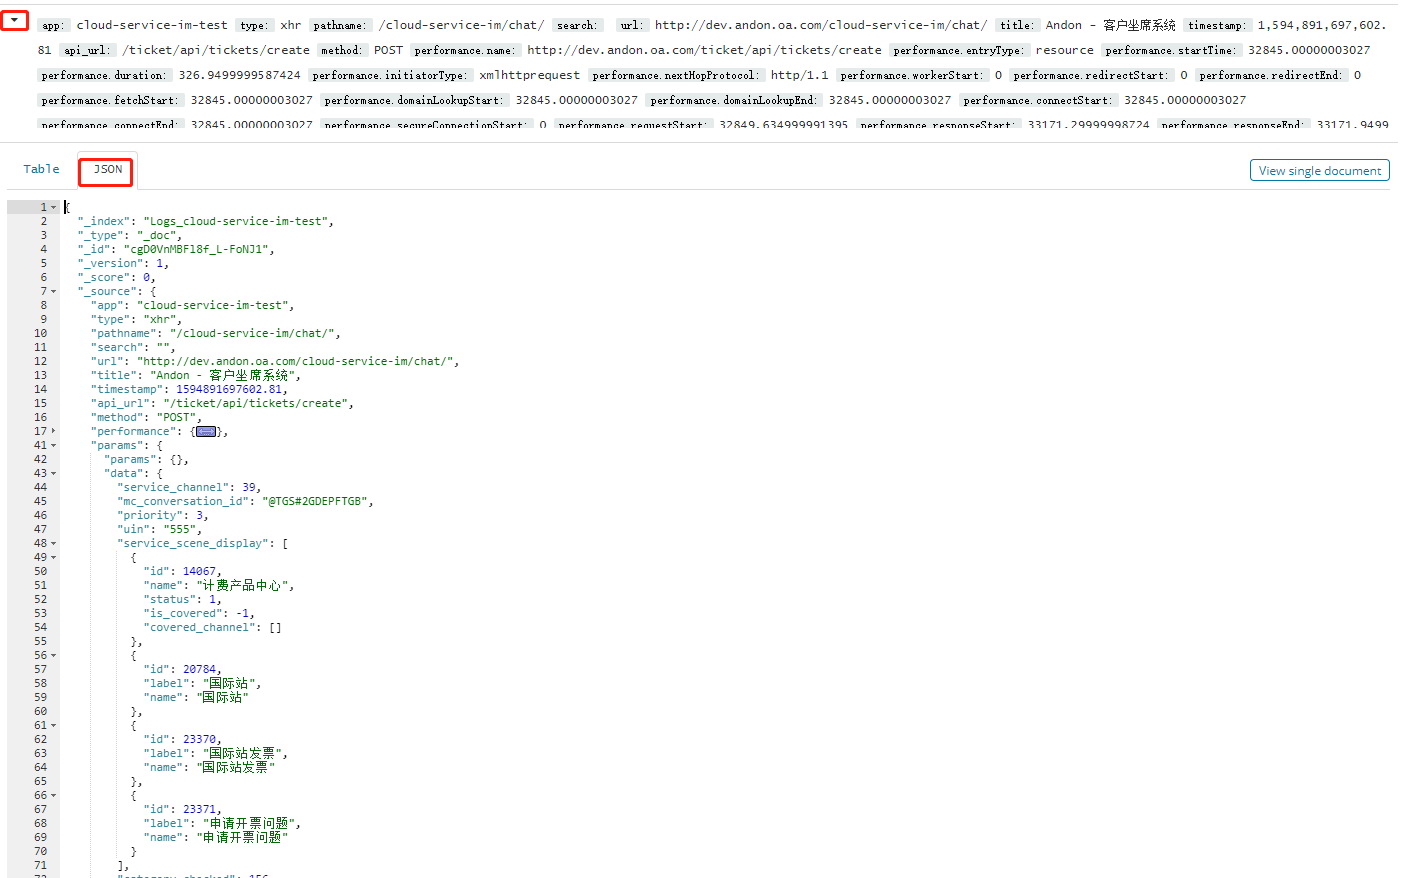 app: cloud-service-im-test type: xhr pathname: /cloud-service-im/chat/ search: url: http://dev.andon.oa.com/cloud-service-im/chat/ title: Andon - 客户坐席系统 timestamp: 1,594,891,697,602.
81 api_url: /ticket/api/tickets/create method: POST performance.name: http://dev.andon.oa.com/ticket/api/tickets/create performance.entryType: resource performance.startTime: 32845.00000003027
performance.duration: 326.9499999587424 performance.initiatorType: xmlhttprequest performance.nextHopProtocol: http/1.1 performance.workerStart: 0 performance.redirectStart: 0 performance.redirectEnd: 0
performance.fetchStart: 32845.00000003027 performance.domainLookupStart: 32845.00000003027 performance.domainLookupEnd: 32845.00000003027 performance.connectStart: 32845.00000003027
performance.connectEnd: 32845.00000003027 performance.secureConnectionStart: 0 performance.requestStart: 32849.634999991395 performance.responseStart: 33171.29999998724 performance.responseEnd: 33171.9499
Table JSON View single document
1 {
2 "_index": "Logs_cloud-service-im-test",
3 "_type": "_doc",
4 "_id": "cgD0VnMBFl8f_L-FoNJ1",
5 "_version": 1,
6 "_score": 0,
7 "_source": {
8 "app": "cloud-service-im-test",
9 "type": "xhr",
10 "pathname": "/cloud-service-im/chat/",
11 "search": "",
12 "url": "http://dev.andon.oa.com/cloud-service-im/chat/",
13 "title": "Andon - 客户坐席系统",
14 "timestamp": 1594891697602.81,
15 "api_url": "/ticket/api/tickets/create",
16 "method": "POST",
17 "performance": {},
41 "params": {
42 "params": {},
43 "data": {
44 "service_channel": 39,
45 "mc_conversation_id": "@TGS#2GDEPFTGB",
46 "priority": 3,
47 "uin": "555",
48 "service_scene_display": [
49 {
50 "id": 14067,
51 "name": "计费产品中心",
52 "status": 1,
53 "is_covered": -1,
54 "covered_channel": []
55 },
56 {
57 "id": 20784,
58 "label": "国际站",
59 "name": "国际站"
60 },
61 {
62 "id": 23370,
63 "label": "国际站发票",
64 "name": "国际站发票"
65 },
66 {
67 "id": 23371,
68 "label": "申请开票问题",
69 "name": "申请开票问题"
70 }
71 ],
72 "category_checked": 156